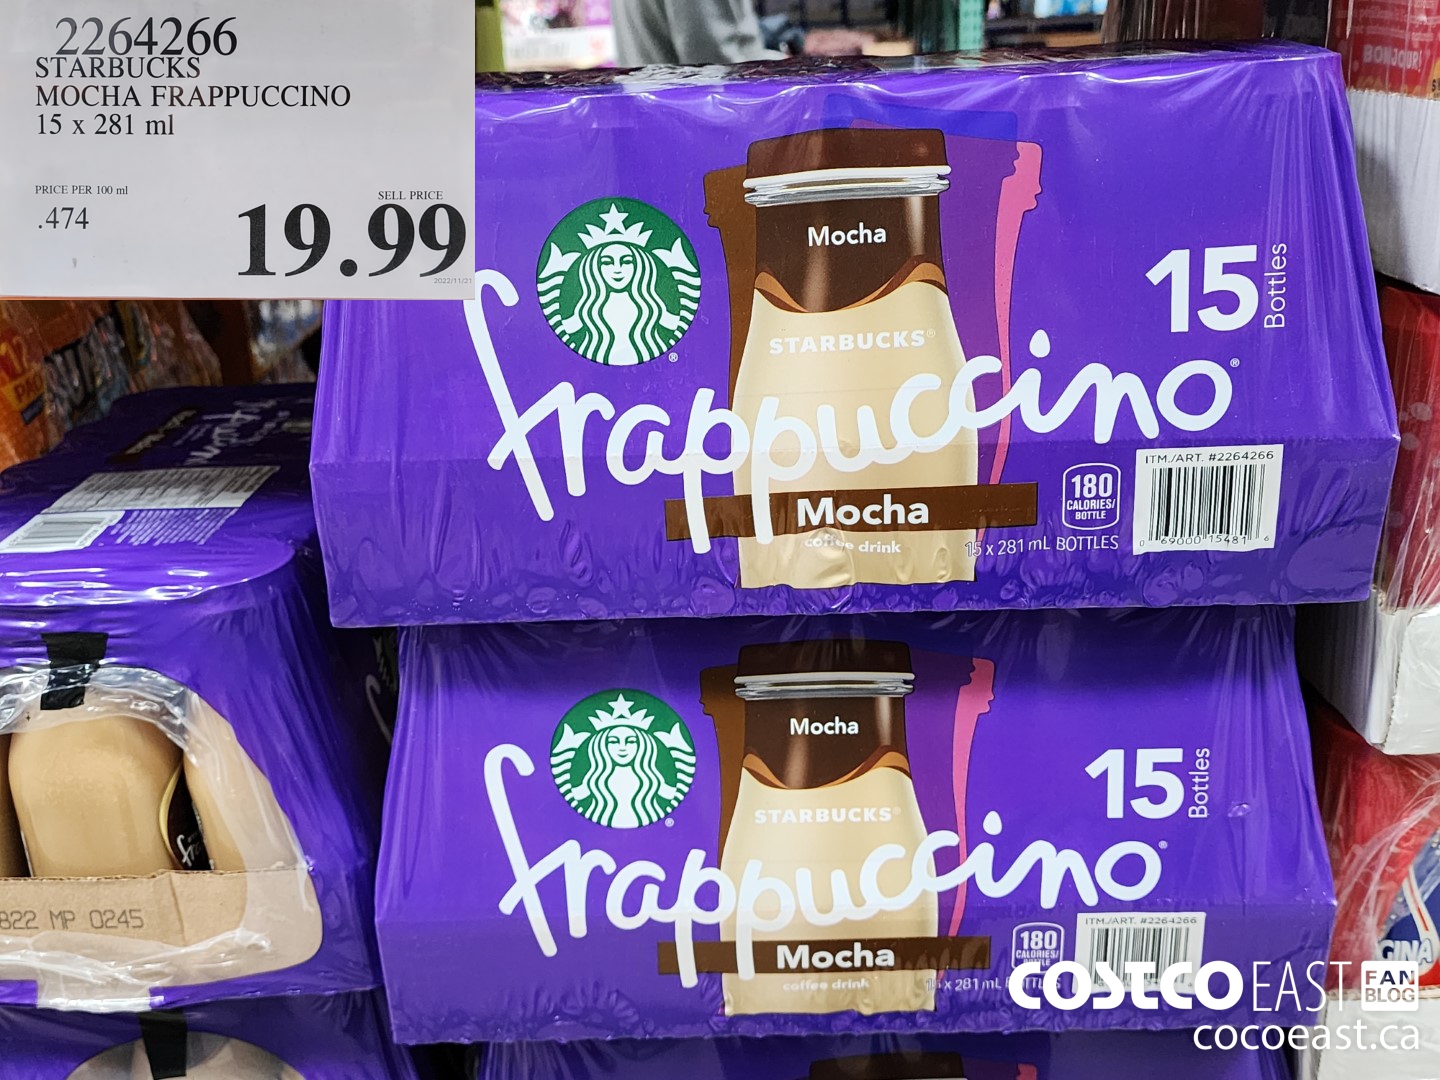 2264266
STARBUCKS
MOCHA FRAPPUCCINO
15 x 281 ml
PRICE PER 100 ml
.474
SELL PRICE
19.99
2022/11/21
Mocha
STARBUCKS®
15 Bottles
®
frappuccino®
Mocha
coffee drink
180
CALORIES/
BOTTLE
15 x 281 mL BOTTLES
ITM./ART. #2264266
0 69000 15481 6
BONJOUR!
822 MP 0245
Mocha
STARBUCKS®
15 Bottles
®
frappuccino®
Mocha
coffee drink
180
CALORIES/
BOTTLE
15 x 281 mL BOTTLES
ITM./ART. #2264266
COSTCO EAST FAN BLOG
cocoeast.ca